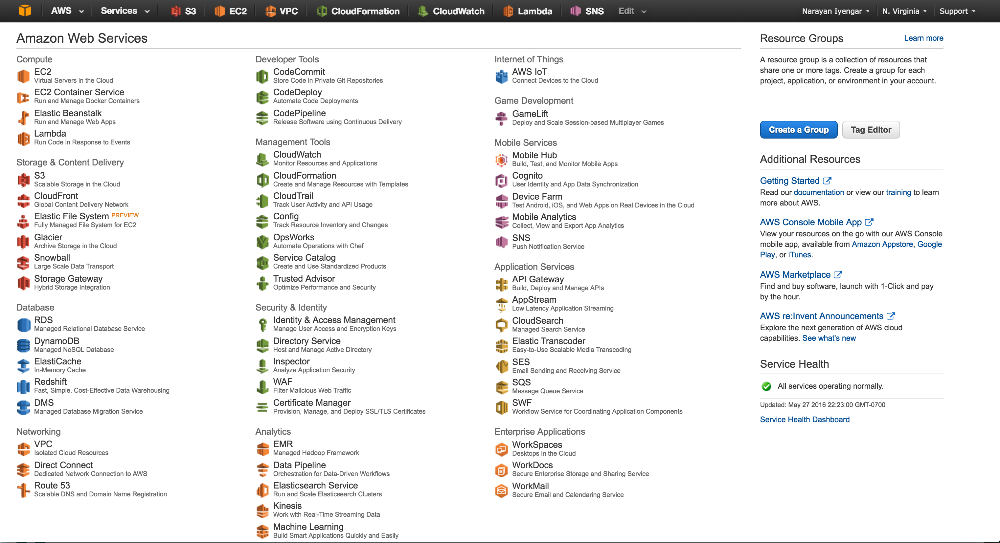 AWS
Services
S3
EC2
VPC
CloudFormation
CloudWatch
Lambda
SNS
Edit
Narayan Iyengar
N. Virginia
Support
Amazon Web Services
Compute
EC2
Virtual Servers in the Cloud
EC2 Container Service
Run and Manage Docker Containers
Elastic Beanstalk
Run and Manage Web Apps
Lambda
Run Code in Response to Events
Storage & Content Delivery
S3
Scalable Storage in the Cloud
CloudFront
Global Content Delivery Network
Elastic File System PREVIEW
Fully Managed File System for EC2
Glacier
Archive Storage in the Cloud
Snowball
Large Scale Data Transport
Storage Gateway
Hybrid Storage Integration
Database
RDS
Managed Relational Database Service
DynamoDB
Managed NoSQL Database
ElastiCache
In-Memory Cache
Redshift
Fast, Simple, Cost-Effective Data Warehousing
DMS
Managed Database Migration Service
Networking
VPC
Isolated Cloud Resources
Direct Connect
Dedicated Network Connection to AWS
Route 53
Scalable DNS and Domain Name Registration
Developer Tools
CodeCommit
Store Code in Private Git Repositories
CodeDeploy
Automate Code Deployments
CodePipeline
Release Software using Continuous Delivery
Management Tools
CloudWatch
Monitor Resources and Applications
CloudFormation
Create and Manage Resources with Templates
CloudTrail
Track User Activity and API Usage
Config
Track Resource Inventory and Changes
OpsWorks
Automate Operations with Chef
Service Catalog
Create and Use Standardized Products
Trusted Advisor
Optimize Performance and Security
Security & Identity
Identity & Access Management
Manage User Access and Encryption Keys
Directory Service
Host and Manage Active Directory
Inspector
Analyze Application Security
WAF
Filter Malicious Web Traffic
Certificate Manager
Provision, Manage, and Deploy SSL/TLS Certificates
Analytics
EMR
Managed Hadoop Framework
Data Pipeline
Orchestration for Data-Driven Workflows
Elasticsearch Service
Run and Scale Elasticsearch Clusters
Kinesis
Work with Real-Time Streaming Data
Machine Learning
Build Smart Applications Quickly and Easily
Internet of Things
AWS IoT
Connect Devices to the Cloud
Game Development
GameLift
Deploy and Scale Session-based Multiplayer Games
Mobile Services
Mobile Hub
Build, Test, and Monitor Mobile Apps
Cognito
User Identity and App Data Synchronization
Device Farm
Test Android, iOS, and Web Apps on Real Devices in the Cloud
Mobile Analytics
Collect, View and Export App Analytics
SNS
Push Notification Service
Application Services
API Gateway
Build, Deploy and Manage APIs
AppStream
Low Latency Application Streaming
CloudSearch
Managed Search Service
Elastic Transcoder
Easy-to-Use Scalable Media Transcoding
SES
Email Sending and Receiving Service
SQS
Message Queue Service
SWF
Workflow Service for Coordinating Application Components
Enterprise Applications
WorkSpaces
Desktops in the Cloud
WorkDocs
Secure Enterprise Storage and Sharing Service
WorkMail
Secure Email and Calendaring Service
Resource Groups
Learn more
A resource group is a collection of resources that
share one or more tags. Create a group for each
project, application, or environment in your account.
Create a Group
Tag Editor
Additional Resources
Getting Started
Read our documentation or view our training to learn
more about AWS.
AWS Console Mobile App
View your resources on the go with our AWS Console
mobile app, available from Amazon Appstore, Google
Play, or iTunes.
AWS Marketplace
Find and buy software, launch with 1-Click and pay
by the hour.
AWS re:Invent Announcements
Explore the next generation of AWS cloud
capabilities. See what's new
Service Health
All services operating normally.
Updated: May 27 2016 22:23:00 GMT-0700
Service Health Dashboard